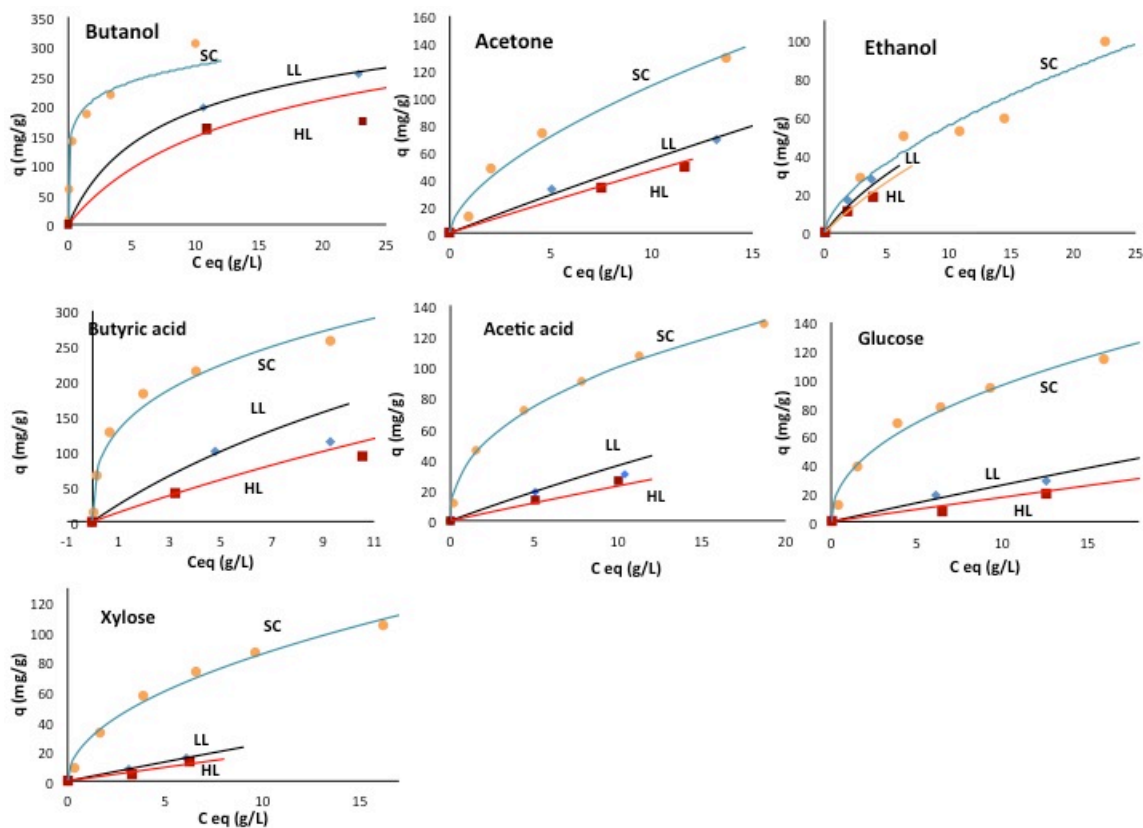 Butanol
350
300
250
200
150
100
50
0
q (mg/g)
SC
LL
HL
0 5 10 15 20 25
C eq (g/L)
Acetone
160
140
120
100
80
60
40
20
0
q (mg/g)
SC
LL
HL
0 5 10 15
C eq (g/L)
Ethanol
100
80
60
40
20
0
q (mg/g)
SC
LL
HL
0 5 10 15 20 25
C eq (g/L)
Butyric acid
300
250
200
150
100
50
0
q (mg/g)
SC
LL
HL
-1 1 3 5 7 9 11
Ceq (g/L)
Acetic acid
140
120
100
80
60
40
20
0
q (mg/g)
SC
LL
HL
0 5 10 15 20
C eq (g/L)
Glucose
140
120
100
80
60
40
20
0
q (mg/g)
SC
LL
HL
0 5 10 15
C eq (g/L)
Xylose
120
100
80
60
40
20
0
q (mg/g)
SC
LL
HL
0 5 10 15
C eq (g/L)